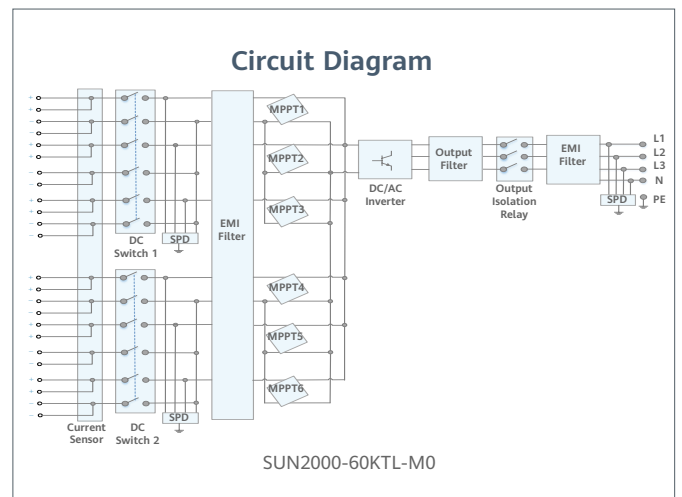 Circuit Diagram
MPPT1
MPPT2
MPPT3
MPPT4
MPPT5
MPPT6
EMI
Filter
DC
Switch 1
SPD
DC
Switch 2
SPD
Current
Sensor
DC/AC
Inverter
Output
Filter
Output
Isolation
Relay
EMI
Filter
SPD
L1
L2
L3
N
PE
SUN2000-60KTL-M0